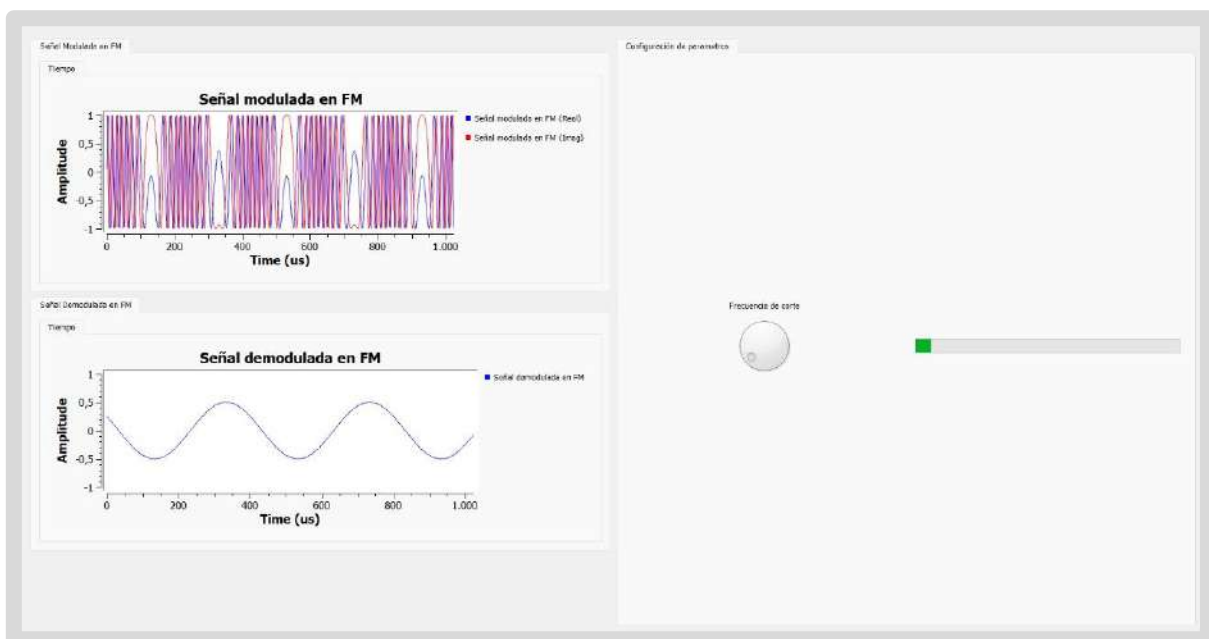 Señal Modulada en FM
Tiempo
Señal modulada en FM
1
0,5
0
-0,5
-1
Amplitude
0 200 400 600 800 1.000
Time (us)
Señal modulada en FM (Real)
Señal modulada en FM (Imag)
Señal Demodulada en FM
Tiempo
Señal demodulada en FM
1
0,5
0
-0,5
-1
Amplitude
0 200 400 600 800 1.000
Time (us)
Señal demodulada en FM
Configuración de parametros
Frecuencia de corte